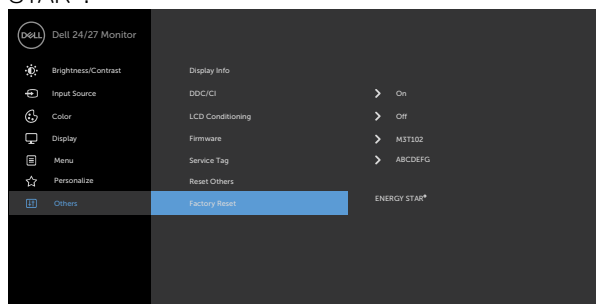 STAR®.
DELL Dell 24/27 Monitor
Brightness/Contrast Display Info
Input Source DDC/CI On
Color LCD Conditioning Off
Display Firmware M3T102
Menu Service Tag ABCDEFG
Personalize Reset Others
Others Factory Reset ENERGY STAR®